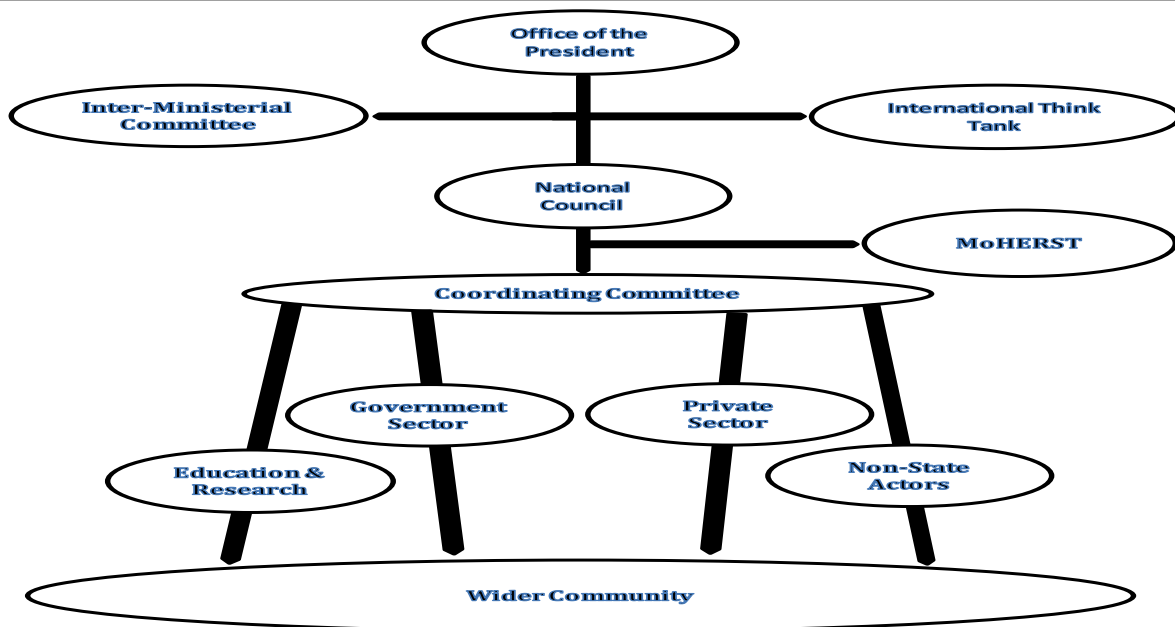 Office of the
President
Inter-Ministerial
Committee
International Think
Tank
National
Council
MoHERST
Coordinating Committee
Government
Sector
Private
Sector
Education &
Research
Non-State
Actors
Wider Community